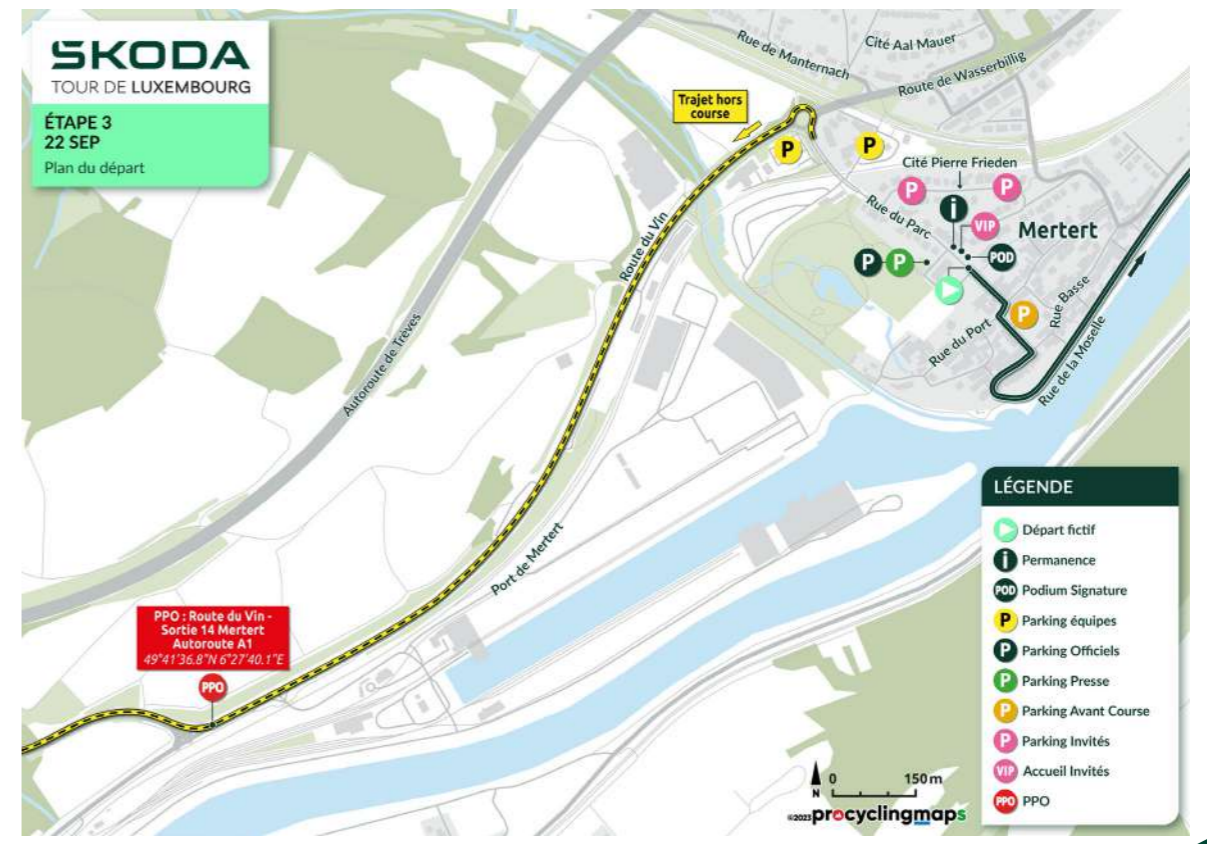 ŠKODA
TOUR DE LUXEMBOURG
ÉTAPE 3
22 SEP
Plan du départ
Rue de Manternach
Cité Aal Mauer
Route de Wasserbillig
Trajet hors
course
P
P
Cité Pierre Frieden
P
P
i
Rue du Parc
VIP
Mertert
POD
P
P
Route du Vin
P
Rue Basse
Rue du Port
Rue de la Moselle
Autoroute de Trèves
Port de Mertert
PPO : Route du Vin -
Sortie 14 Mertert
Autoroute A1
49°41'36.8"N 6°27'40.1"E
PPO
LÉGENDE
Départ fictif
i Permanence
POD Podium Signature
P Parking équipes
P Parking Officiels
P Parking Presse
P Parking Avant Course
P Parking Invités
VIP Accueil Invités
PPO PPO
N
0 150 m
©2023 procyclingmaps